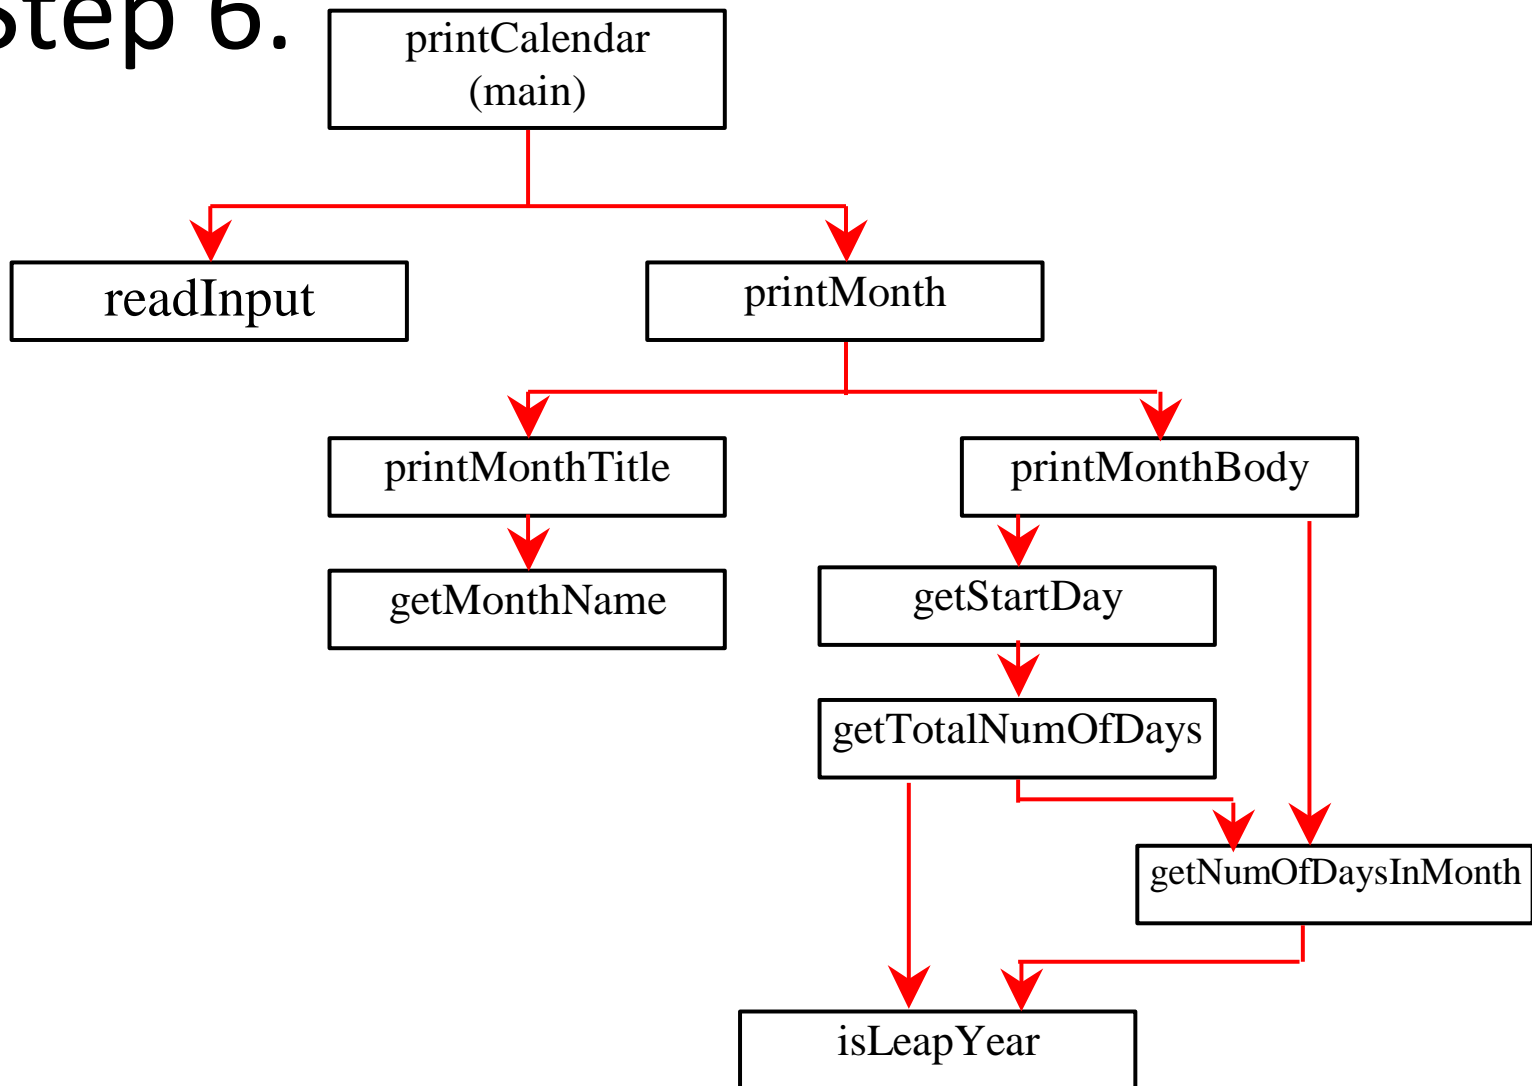 Step 6.
printCalendar
(main)
readInput
printMonth
printMonthTitle
printMonthBody
getMonthName
getStartDay
getTotalNumOfDays
getNumOfDaysInMonth
isLeapYear